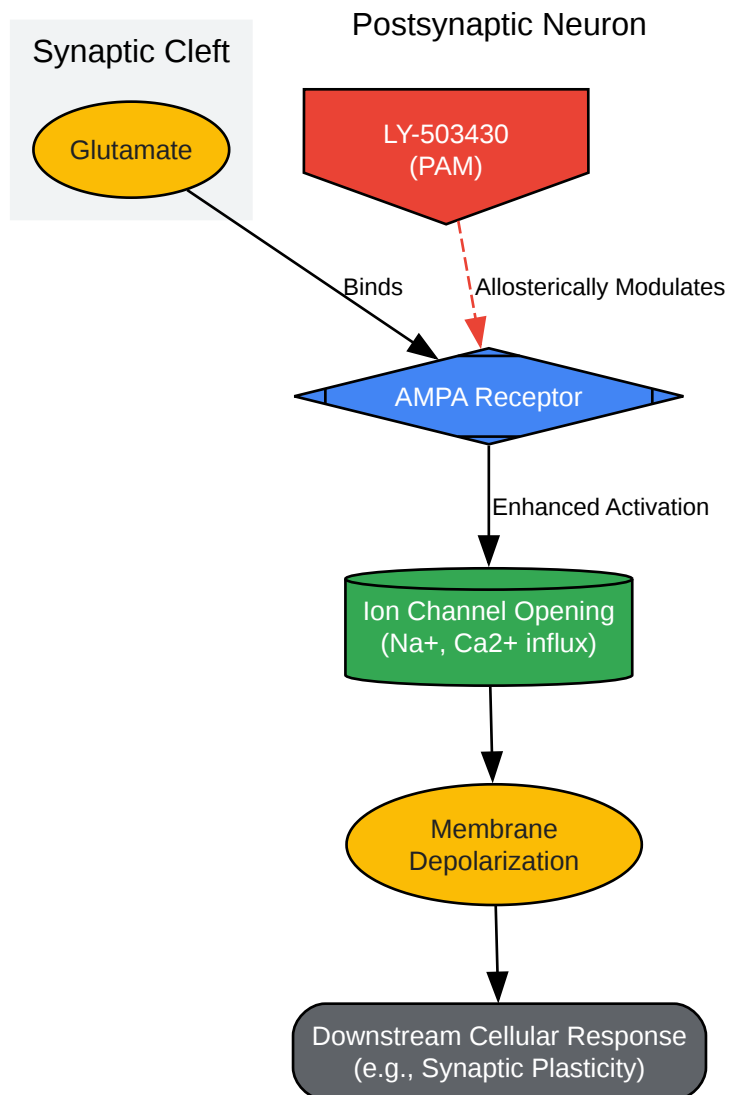 Postsynaptic Neuron
Synaptic Cleft
Glutamate
LY-503430
(PAM)
Binds
Allosterically Modulates
AMPA Receptor
Enhanced Activation
Ion Channel Opening
(Na+, Ca2+ influx)
Membrane
Depolarization
Downstream Cellular Response
(e.g., Synaptic Plasticity)